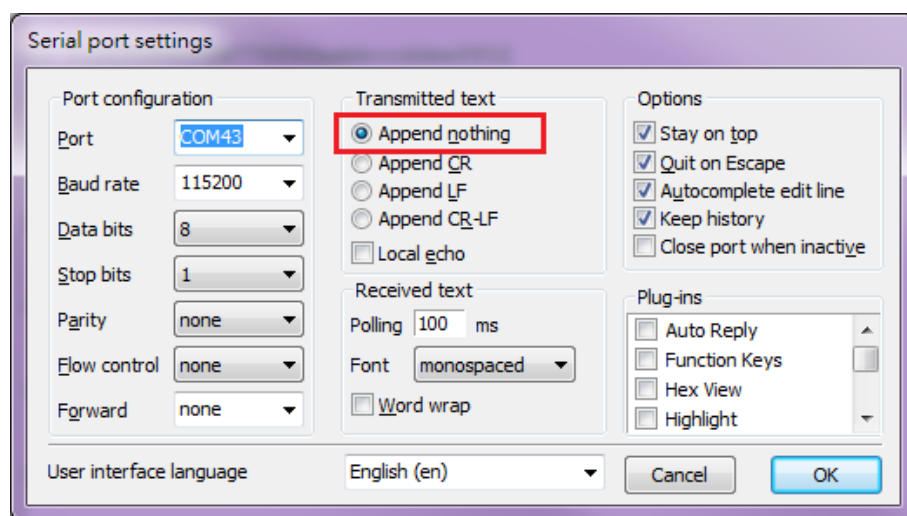 Serial port settings
Port configuration
Port COM43
Baud rate 115200
Data bits 8
Stop bits 1
Parity none
Flow control none
Forward none
Transmitted text
Append nothing
Append CR
Append LF
Append CR-LF
Local echo
Received text
Polling 100 ms
Font monospaced
Word wrap
Options
Stay on top
Quit on Escape
Autocomplete edit line
Keep history
Close port when inactive
Plug-ins
Auto Reply
Function Keys
Hex View
Highlight
User interface language English (en)
Cancel OK